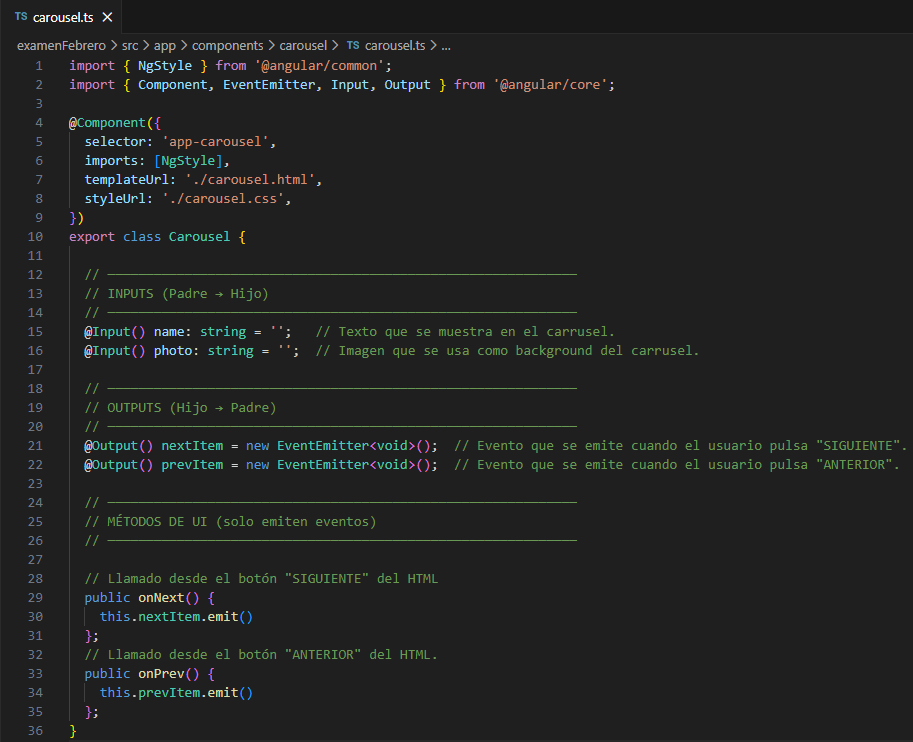 TS carousel.ts ×
examenFebrero > src > app > components > carousel > TS carousel.ts > ...
1 import { NgStyle } from '@angular/common';
2 import { Component, EventEmitter, Input, Output } from '@angular/core';
3
4 @Component({
5   selector: 'app-carousel',
6   imports: [NgStyle],
7   templateUrl: './carousel.html',
8   styleUrl: './carousel.css',
9 })
10 export class Carousel {
11
12   // ─────────────────────────────────────────────────────────────
13   // INPUTS (Padre → Hijo)
14   // ─────────────────────────────────────────────────────────────
15   @Input() name: string = '';   // Texto que se muestra en el carrusel.
16   @Input() photo: string = '';  // Imagen que se usa como background del carrusel.
17
18   // ─────────────────────────────────────────────────────────────
19   // OUTPUTS (Hijo → Padre)
20   // ─────────────────────────────────────────────────────────────
21   @Output() nextItem = new EventEmitter<void>();  // Evento que se emite cuando el usuario pulsa "SIGUIENTE".
22   @Output() prevItem = new EventEmitter<void>();  // Evento que se emite cuando el usuario pulsa "ANTERIOR".
23
24   // ─────────────────────────────────────────────────────────────
25   // MÉTODOS DE UI (solo emiten eventos)
26   // ─────────────────────────────────────────────────────────────
27
28   // Llamado desde el botón "SIGUIENTE" del HTML
29   public onNext() {
30     this.nextItem.emit()
31   };
32   // Llamado desde el botón "ANTERIOR" del HTML.
33   public onPrev() {
34     this.prevItem.emit()
35   };
36 }